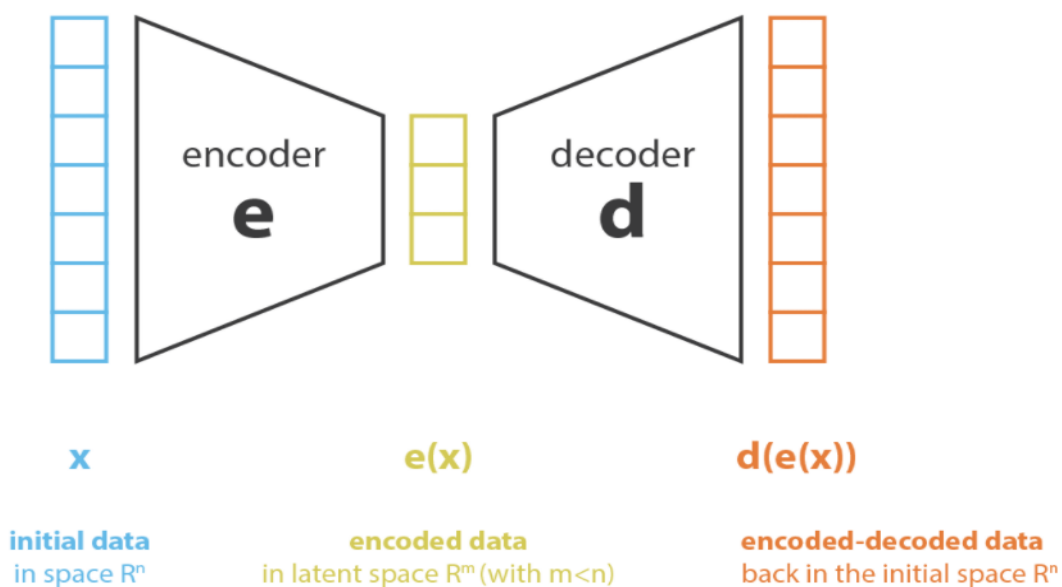 encoder
e
decoder
d
x
e(x)
d(e(x))
initial data
in space Rⁿ
encoded data
in latent space Rᵐ (with m<n)
encoded-decoded data
back in the initial space Rⁿ